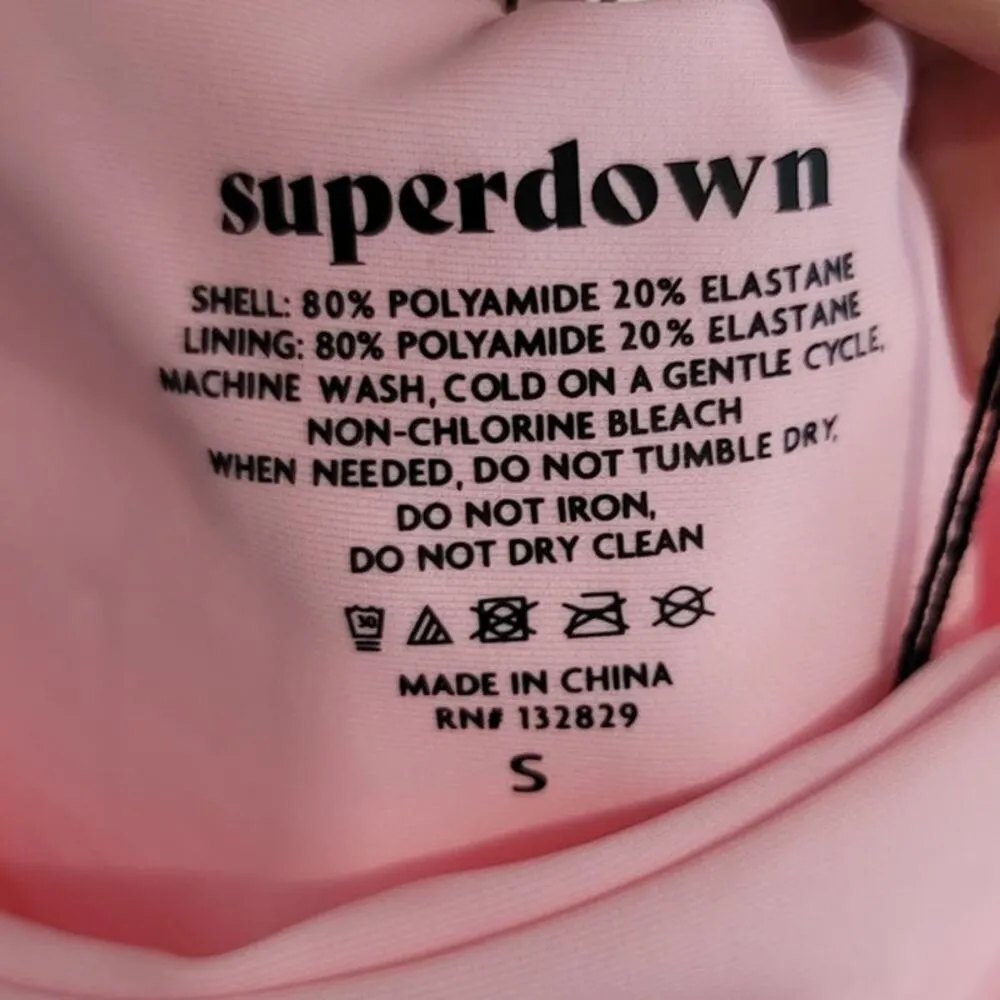 superdown
SHELL: 80% POLYAMIDE 20% ELASTANE
LINING: 80% POLYAMIDE 20% ELASTANE
MACHINE WASH, COLD ON A GENTLE CYCLE,
NON-CHLORINE BLEACH
WHEN NEEDED, DO NOT TUMBLE DRY,
DO NOT IRON,
DO NOT DRY CLEAN
30
MADE IN CHINA
RN# 132829
S